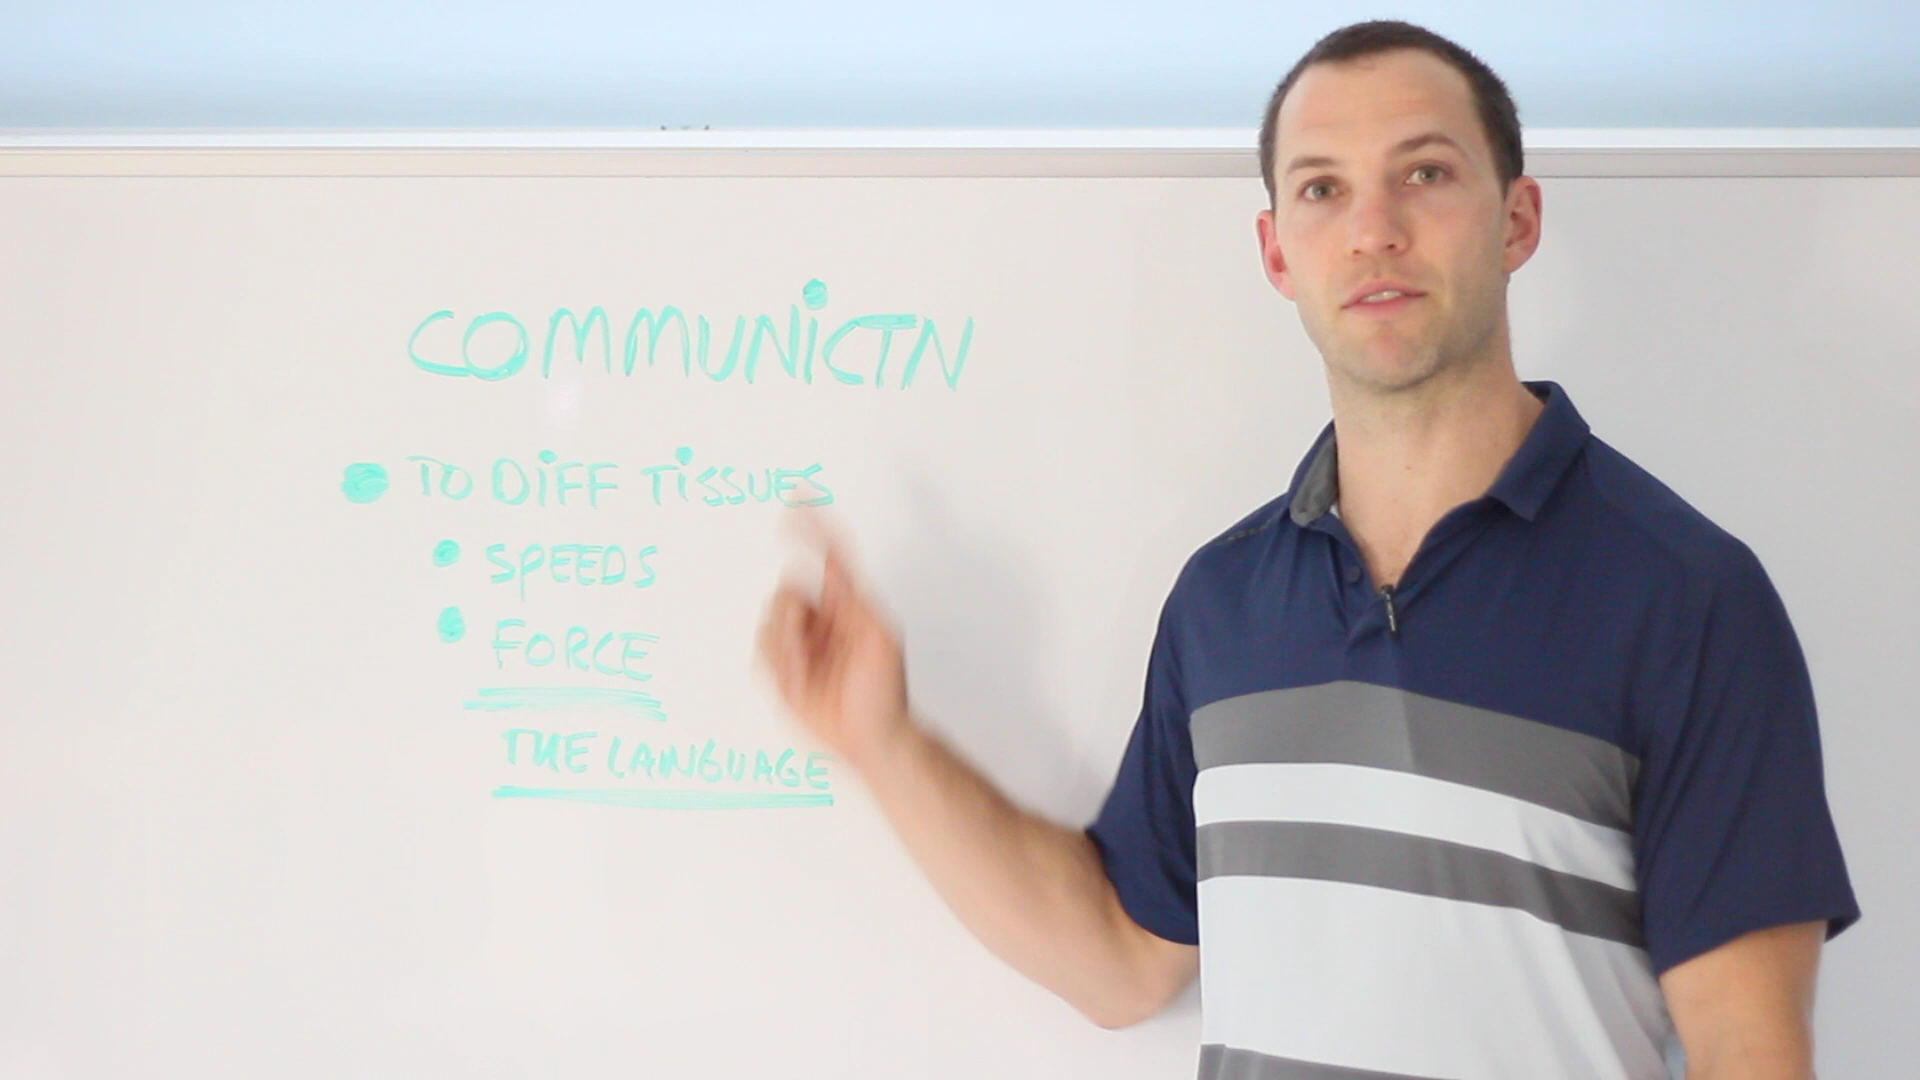 COMMUNiCTN
TO DiFF TiSSUES
SPEEDS
FORCE
THE LANGUAGE